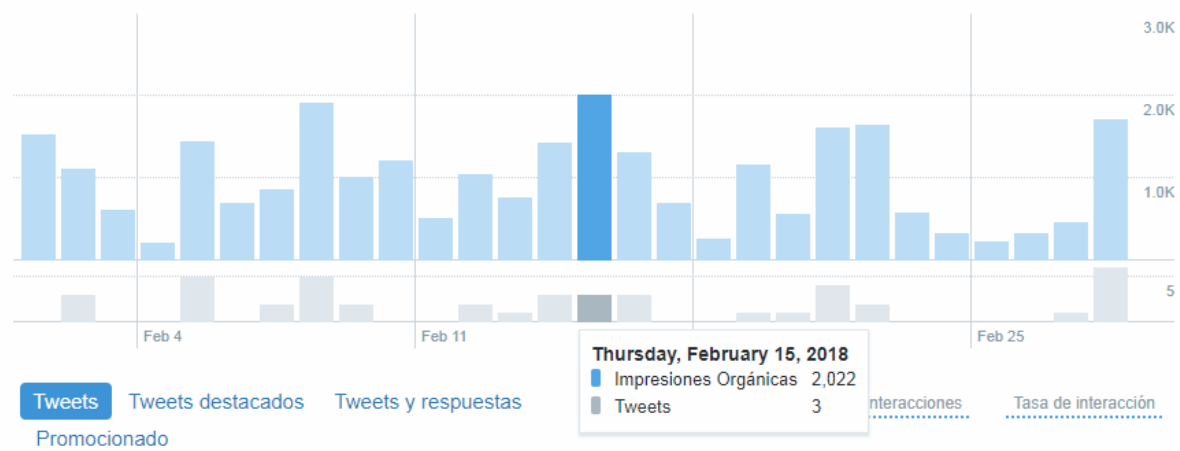 3.0K
2.0K
1.0K
5
Feb 4
Feb 11
Feb 25
Thursday, February 15, 2018
Impresiones Orgánicas 2,022
Tweets 3
Tweets
Tweets destacados
Tweets y respuestas
nteracciones
Tasa de interacción
Promocionado